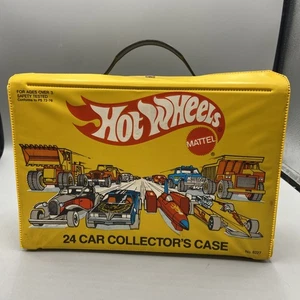 FOR AGES OVER 3
SAFETY TESTED
HOT WHEELS
MATTEL
24 CAR COLLECTOR'S CASE